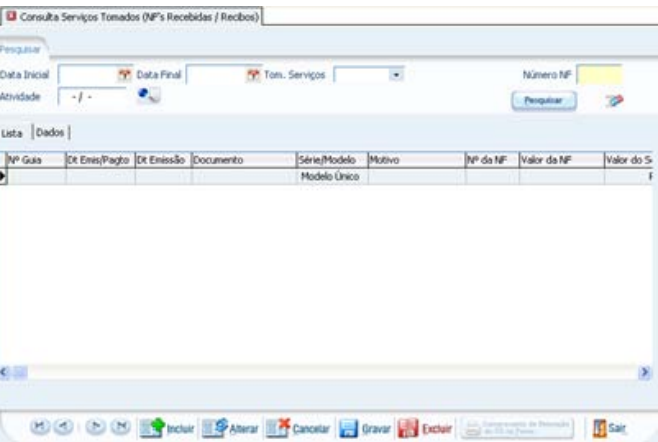 Consulta Serviços Tomados (NF's Recebidas / Recibos)
Pesquisar
Data Inicial Data Final Tom. Serviços Número NF
Atividade - / - Pesquisar
Lista Dados
Nº Guia Dt Emis/Pagto Dt Emissão Documento Série/Modelo Motivo Nº da NF Valor da NF Valor do S
Modelo Único
Incluir Alterar Cancelar Gravar Excluir Sair